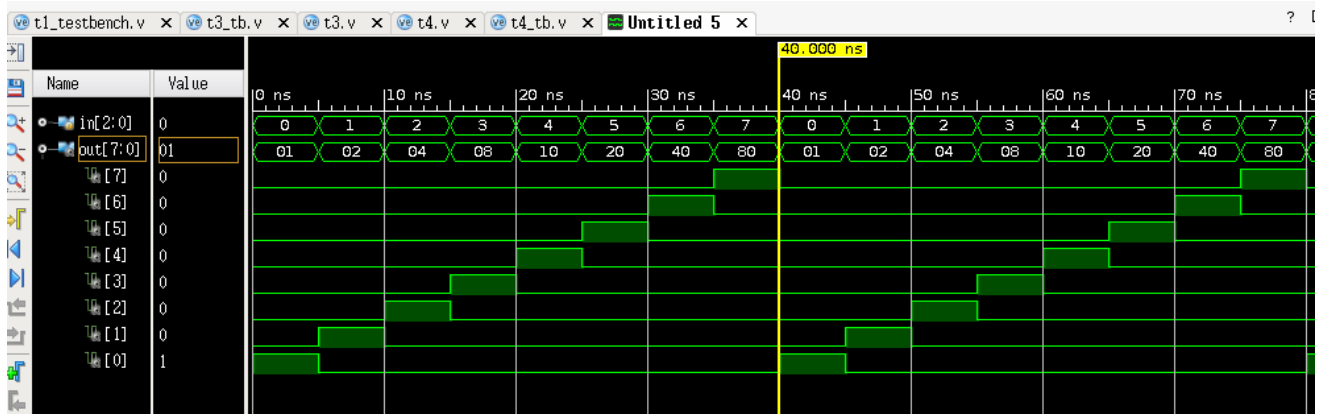 t1_testbench.v × t3_tb.v × t3.v × t4.v × t4_tb.v × Untitled 5 × ?
40.000 ns
Name Value
0 ns 10 ns 20 ns 30 ns 40 ns 50 ns 60 ns 70 ns
in[2:0] 0 0 1 2 3 4 5 6 7 0 1 2 3 4 5 6 7
out[7:0] 01 01 02 04 08 10 20 40 80 01 02 04 08 10 20 40 80
[7] 0
[6] 0
[5] 0
[4] 0
[3] 0
[2] 0
[1] 0
[0] 1